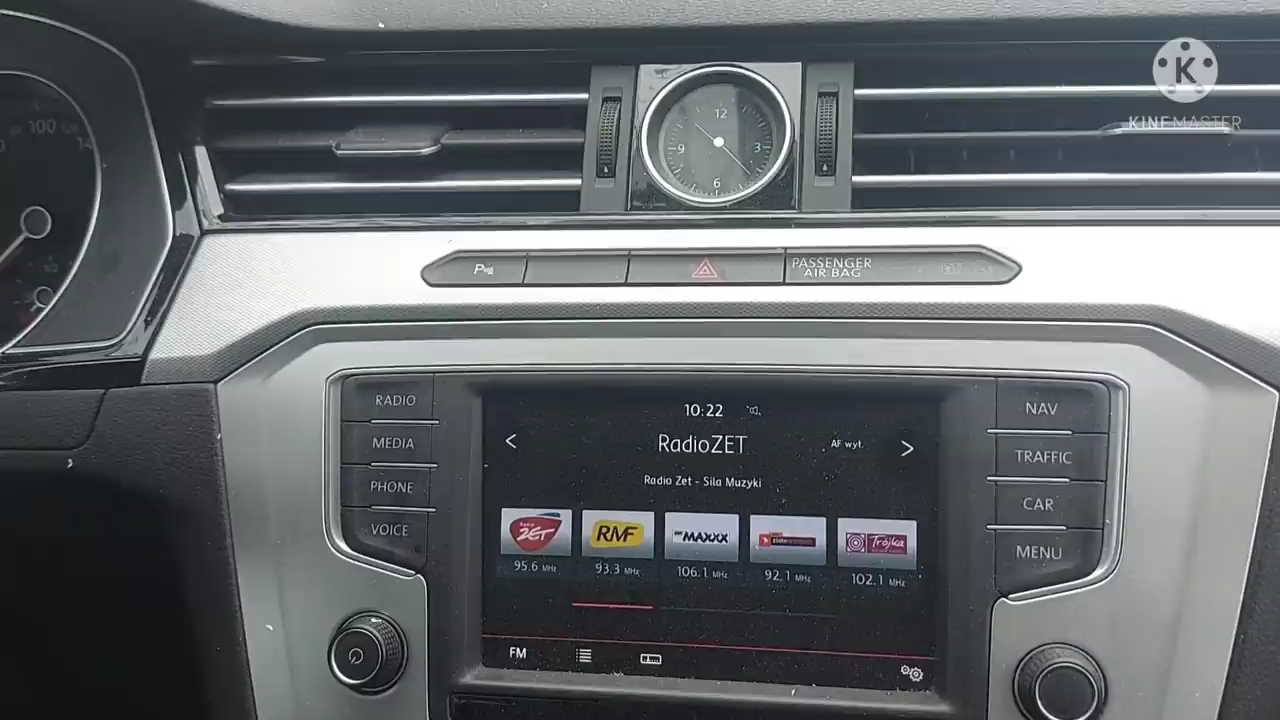 K
KINEMASTER
100
12
9
3
6
P
PASSENGER
AIR BAG
RADIO
MEDIA
PHONE
VOICE
10:22
RadioZET
AF wył.
Radio Zet - Sila Muzyki
Radio
ZET
RMF
MAXXX
Trójka
95.6 MHz
93.3 MHz
106.1 MHz
92.1 MHz
102.1 MHz
FM
NAV
TRAFFIC
CAR
MENU